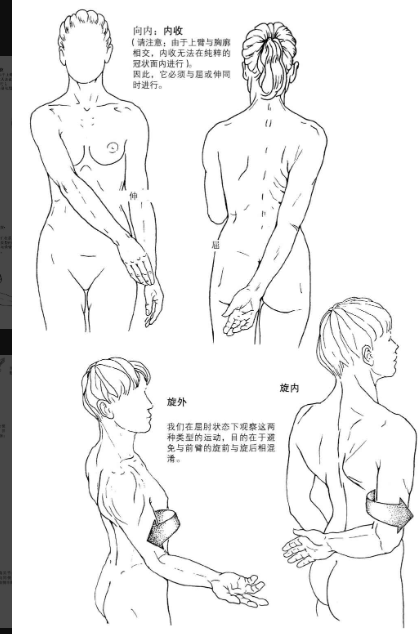 向内：内收
（请注意：由于上臂与胸廓
相交，内收无法在纯粹的
冠状面内进行）。
因此，它必须与屈或伸同
时进行。
伸
屈
旋外
旋内
我们在屈肘状态下观察这两
种类型的运动，目的在于避
免与前臂的旋前与旋后相混
淆。